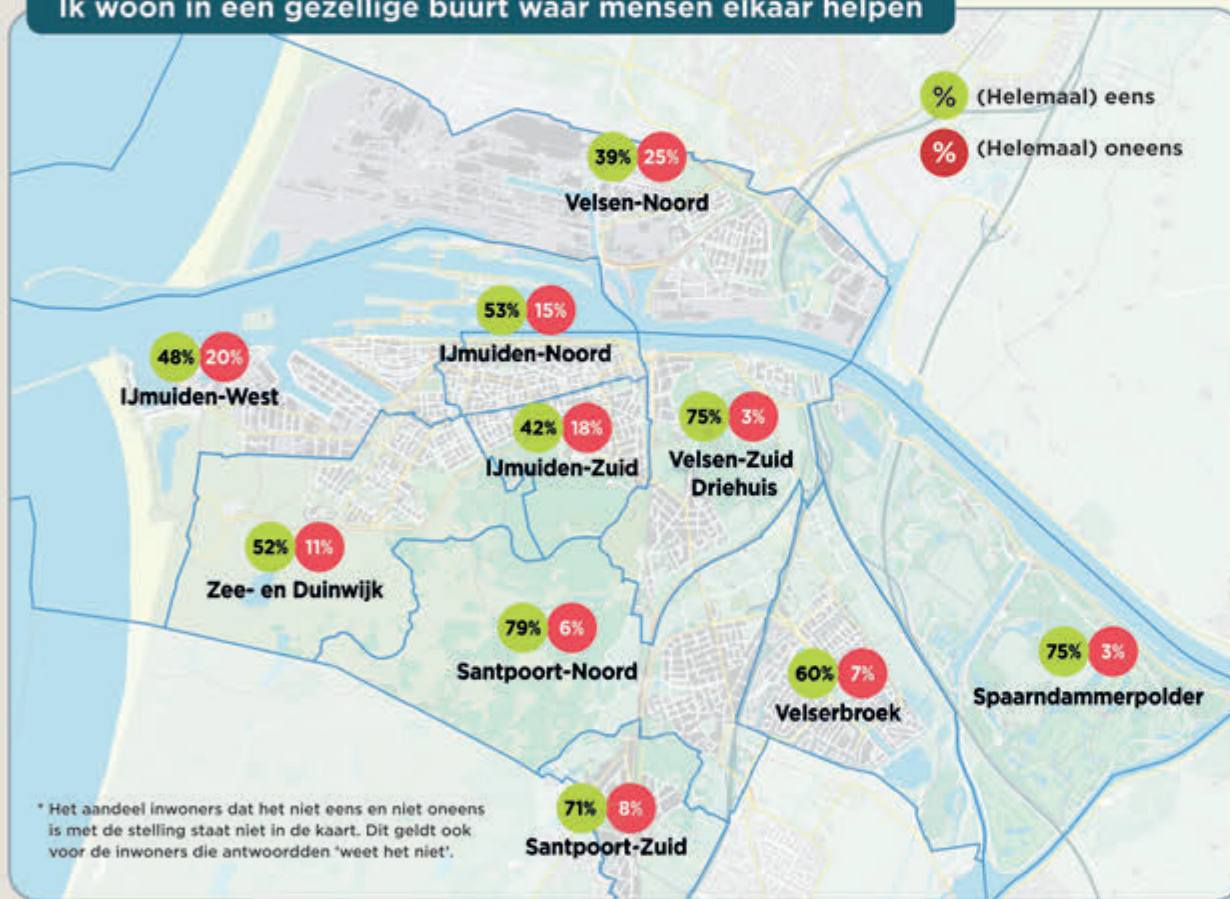 Ik woon in een gezellige buurt waar mensen elkaar helpen
% (Helemaal) eens
% (Helemaal) oneens
39% 25%
Velsen-Noord
53% 15%
IJmuiden-Noord
48% 20%
IJmuiden-West
42% 18%
IJmuiden-Zuid
75% 3%
Velsen-Zuid
Driehuis
52% 11%
Zee- en Duinwijk
79% 6%
Santpoort-Noord
60% 7%
Velserbroek
75% 3%
Spaarndammerpolder
71% 8%
Santpoort-Zuid
* Het aandeel inwoners dat het niet eens en niet oneens
is met de stelling staat niet in de kaart. Dit geldt ook
voor de inwoners die antwoordden ‘weet het niet’.